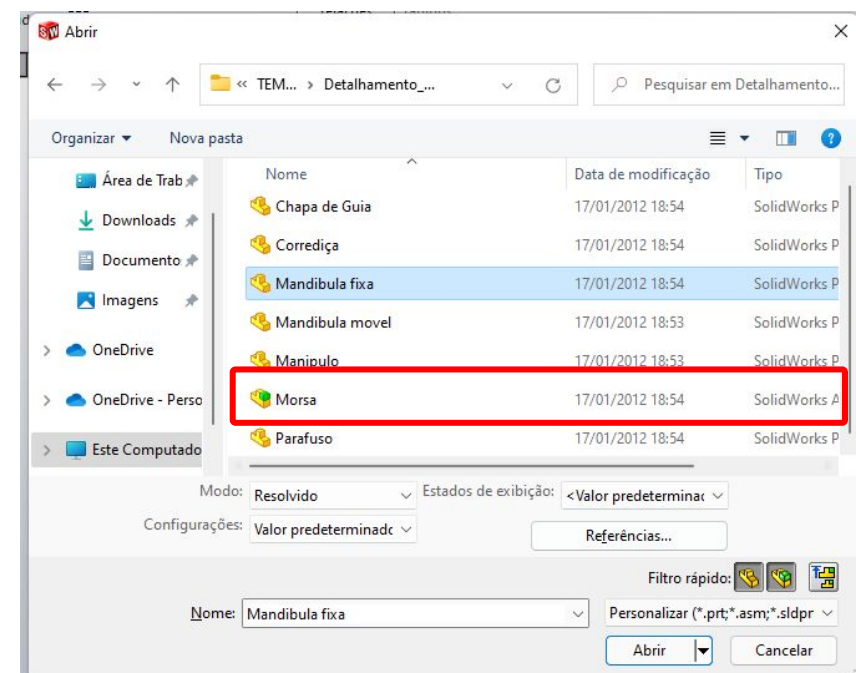 Abrir
« TEM... > Detalhamento_...
Pesquisar em Detalhamento...
Organizar Nova pasta
Nome Data de modificação Tipo
Área de Trab
Downloads
Documento
Imagens
OneDrive
OneDrive - Perso
Este Computado
Chapa de Guia 17/01/2012 18:54 SolidWorks P
Corrediça 17/01/2012 18:54 SolidWorks P
Mandibula fixa 17/01/2012 18:54 SolidWorks P
Mandibula movel 17/01/2012 18:53 SolidWorks P
Manipulo 17/01/2012 18:53 SolidWorks P
Morsa 17/01/2012 18:54 SolidWorks A
Parafuso 17/01/2012 18:54 SolidWorks P
Modo: Resolvido Estados de exibição: <Valor predeterminac
Configurações: Valor predeterminadc Referências...
Filtro rápido:
Nome: Mandibula fixa Personalizar (*.prt;*.asm;*.sldpr
Abrir Cancelar